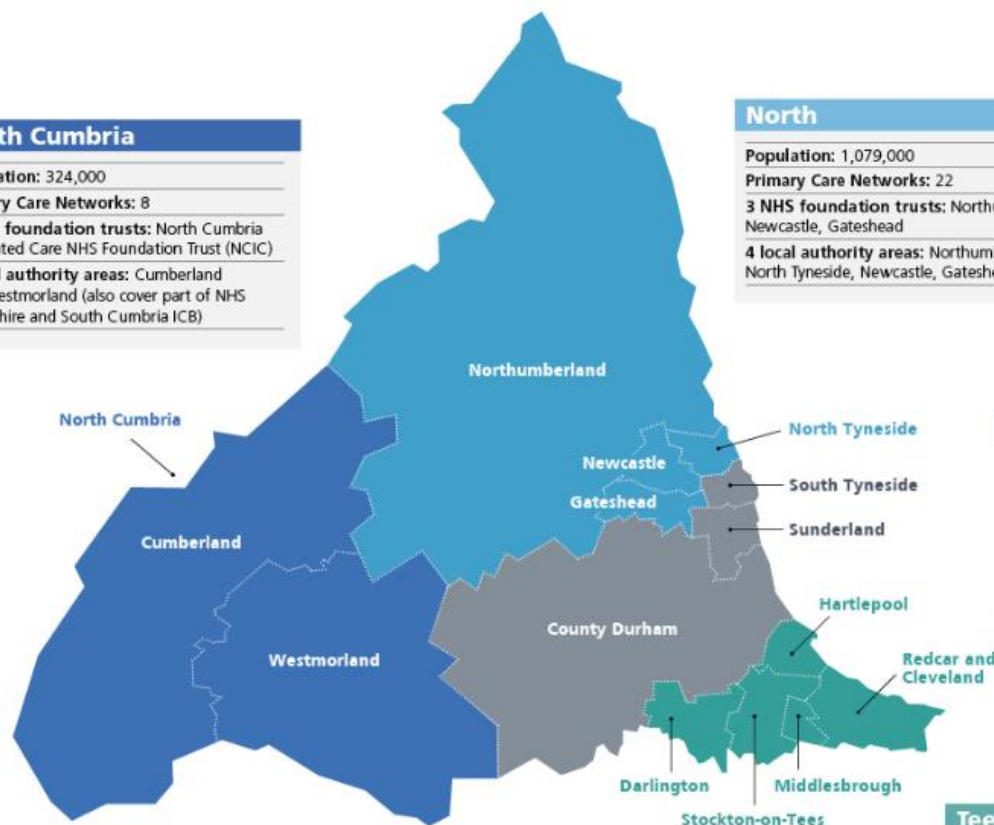 th Cumbria
ation: 324,000
y Care Networks: 8
foundation trusts: North Cumbria
ted Care NHS Foundation Trust (NCIC)
l authority areas: Cumberland
estmorland (also cover part of NHS
hire and South Cumbria ICB)
North
Population: 1,079,000
Primary Care Networks: 22
3 NHS foundation trusts: Northu
Newcastle, Gateshead
4 local authority areas: Northum
North Tyneside, Newcastle, Gateshe
Northumberland
North Cumbria
North Tyneside
Newcastle
South Tyneside
Gateshead
Sunderland
Cumberland
Hartlepool
County Durham
Westmorland
Redcar and
Cleveland
Darlington
Middlesbrough
Stockton-on-Tees
Tee